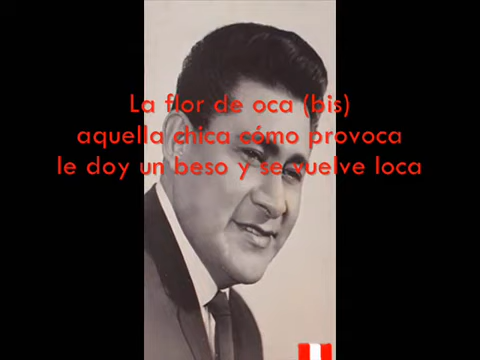 La flor de oca (bis)
aquella chica cómo provoca
le doy un beso y se vuelve loca